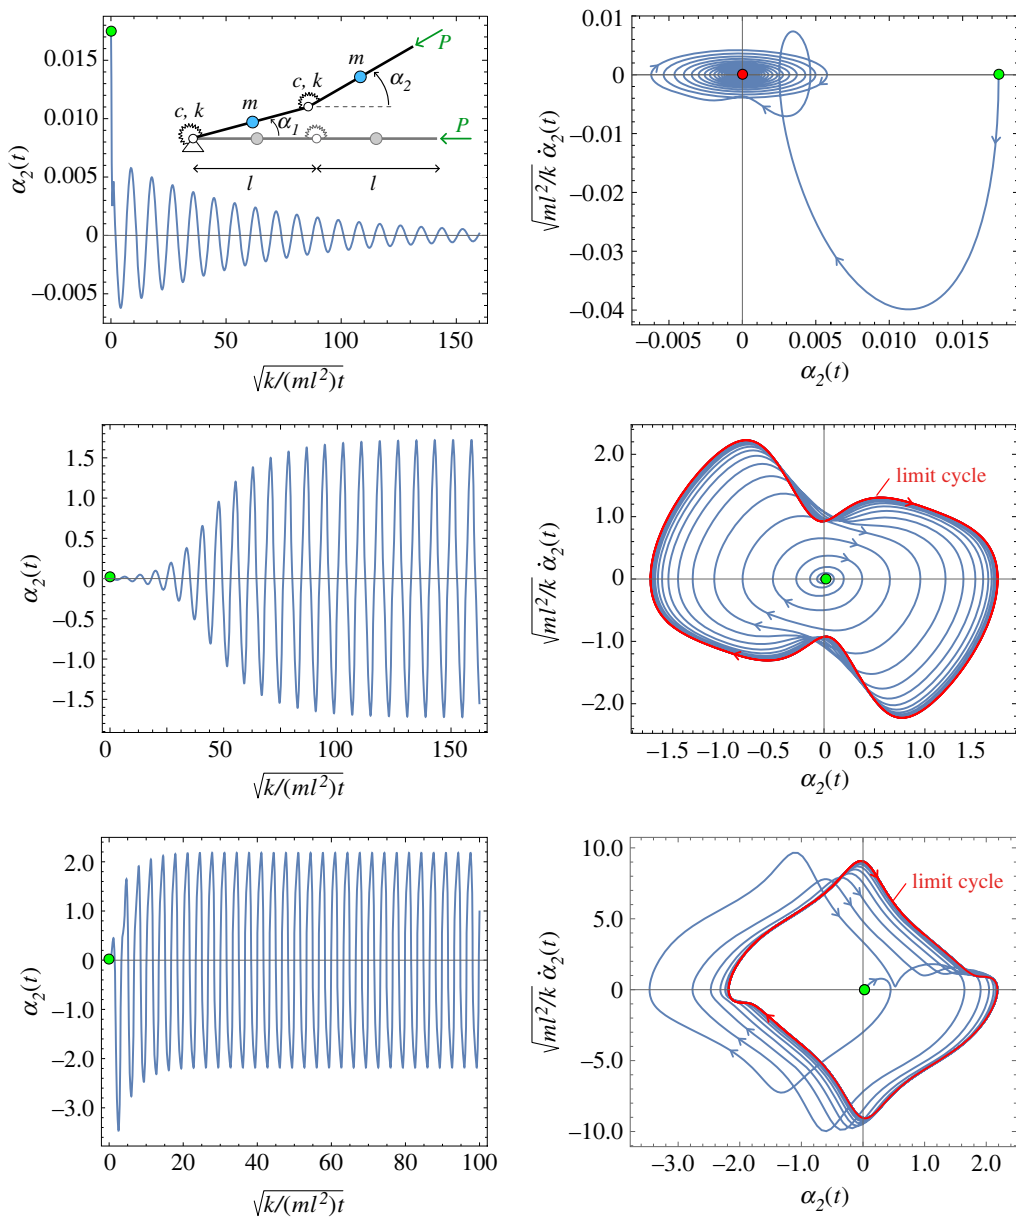 0.015
0.010
0.005
0
−0.005
α₂(t)
0 50 100 150
√k/(ml²)t
c, k
m
α₁
c, k
m
α₂
P
P
l
l
0.01
0
−0.01
−0.02
−0.03
−0.04
√ml²/k α̇₂(t)
−0.005 0 0.005 0.010 0.015
α₂(t)
1.5
1.0
0.5
0
−0.5
−1.0
−1.5
α₂(t)
0 50 100 150
√k/(ml²)t
2.0
1.0
0
−1.0
−2.0
√ml²/k α̇₂(t)
limit cycle
−1.5 −1.0 −0.5 0 0.5 1.0 1.5
α₂(t)
2.0
1.0
0
−1.0
−2.0
−3.0
α₂(t)
0 20 40 60 80 100
√k/(ml²)t
10.0
5.0
0
−5.0
−10.0
√ml²/k α̇₂(t)
limit cycle
−3.0 −2.0 −1.0 0 1.0 2.0
α₂(t)